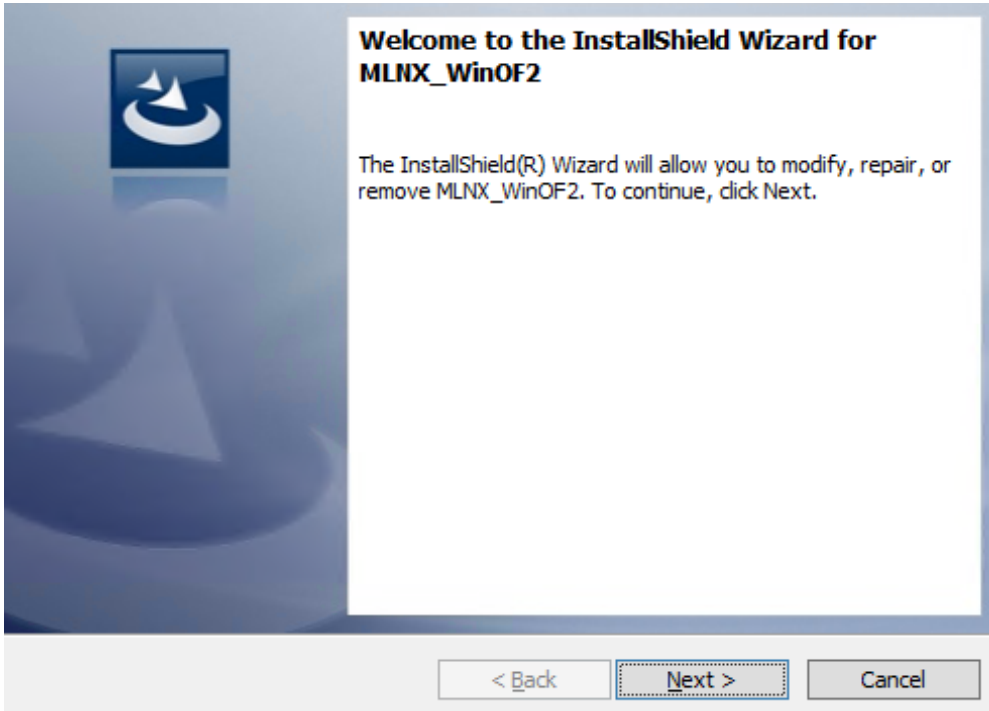 Welcome to the InstallShield Wizard for
MLNX_WinOF2
The InstallShield(R) Wizard will allow you to modify, repair, or
remove MLNX_WinOF2. To continue, click Next.
< Back
Next >
Cancel